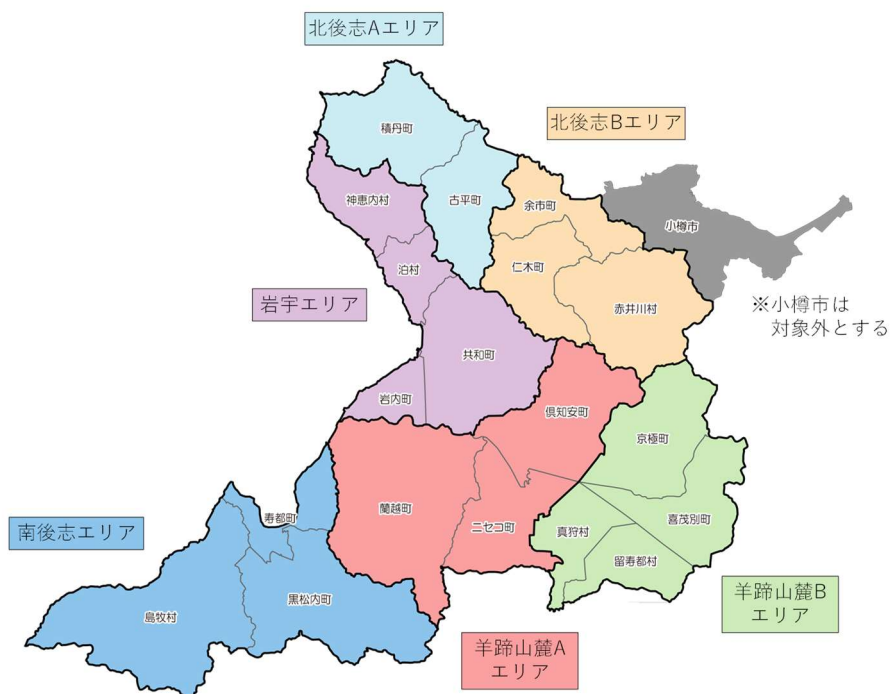 北後志Aエリア
積丹町
北後志Bエリア
神恵内村
古平町
余市町
小樽市
泊村
仁木町
岩宇エリア
赤井川村
※小樽市は
対象外とする
共和町
岩内町
倶知安町
京極町
蘭越町
寿都町
ニセコ町
真狩村
喜茂別町
南後志エリア
留寿都村
黒松内町
島牧村
羊蹄山麓B
エリア
羊蹄山麓A
エリア